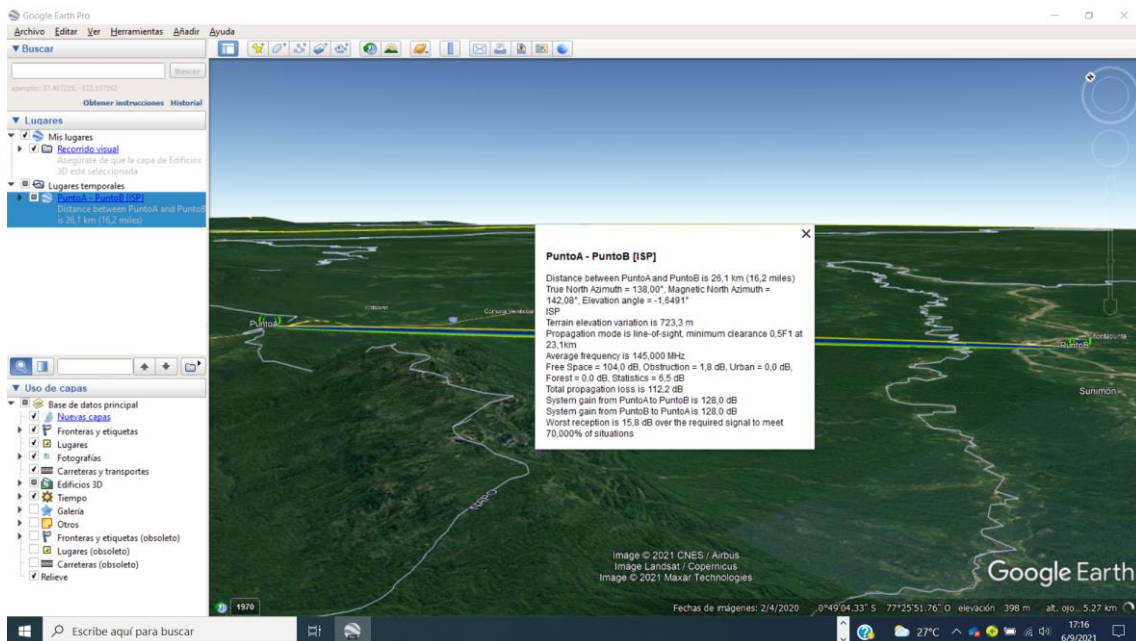 Google Earth Pro
Archivo Editar Ver Herramientas Añadir Ayuda
▼ Buscar
Buscar
ejemplo: 37.407229, -122.107162
Obtener instrucciones Historial
▼ Lugares
Mis lugares
Recorrido visual
Asegúrate de que la capa de Edificios
3D esté seleccionada
Lugares temporales
PuntoA - PuntoB [ISP]
Distance between PuntoA and PuntoB
is 26,1 km (16,2 miles)
▼ Uso de capas
Base de datos principal
Nuevas capas
Fronteras y etiquetas
Lugares
Fotografías
Carreteras y transportes
Edificios 3D
Tiempo
Galería
Otros
Fronteras y etiquetas (obsoleto)
Lugares (obsoleto)
Carreteras (obsoleto)
Relieve
PuntoA
NAPO
PuntoA - PuntoB [ISP]
Distance between PuntoA and PuntoB is 26,1 km (16,2 miles)
True North Azimuth = 138,00°, Magnetic North Azimuth =
142,08°, Elevation angle = -1,6491°
ISP
Terrain elevation variation is 723,3 m
Propagation mode is line-of-sight, minimum clearance 0,5F1 at
23,1km
Average frequency is 145,000 MHz
Free Space = 104,0 dB, Obstruction = 1,8 dB, Urban = 0,0 dB,
Forest = 0,0 dB, Statistics = 6,5 dB
Total propagation loss is 112,2 dB
System gain from PuntoA to PuntoB is 128,0 dB
System gain from PuntoB to PuntoA is 128,0 dB
Worst reception is 15,8 dB over the required signal to meet
70,000% of situations
PuntoB
Sunimón
Image © 2021 CNES / Airbus
Image Landsat / Copernicus
Image © 2021 Maxar Technologies
Google Earth
1970
Fechas de imágenes: 2/4/2020 0°49'04.33" S 77°25'51.76" O elevación 398 m alt. ojo 5.27 km
Escribe aquí para buscar
27°C
17:16
6/9/2021